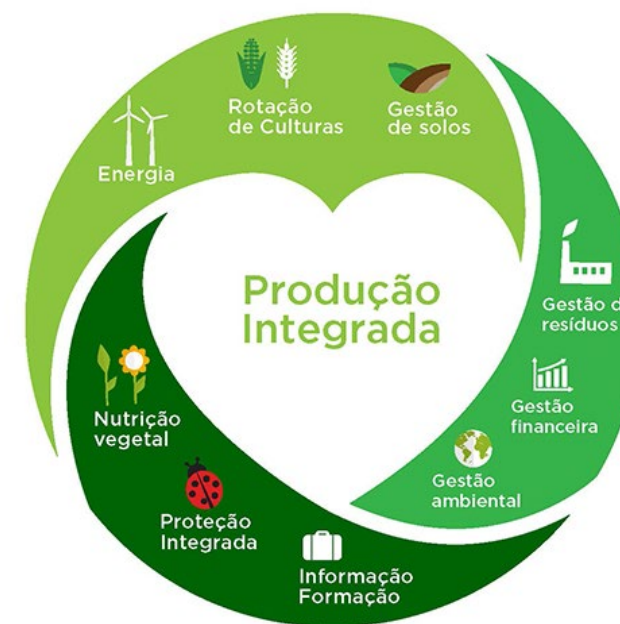 Rotação
de Culturas
Gestão
de solos
Energia
Produção
Integrada
Gestão d
resíduos
Gestão
financeira
Gestão
ambiental
Nutrição
vegetal
Proteção
Integrada
Informação
Formação